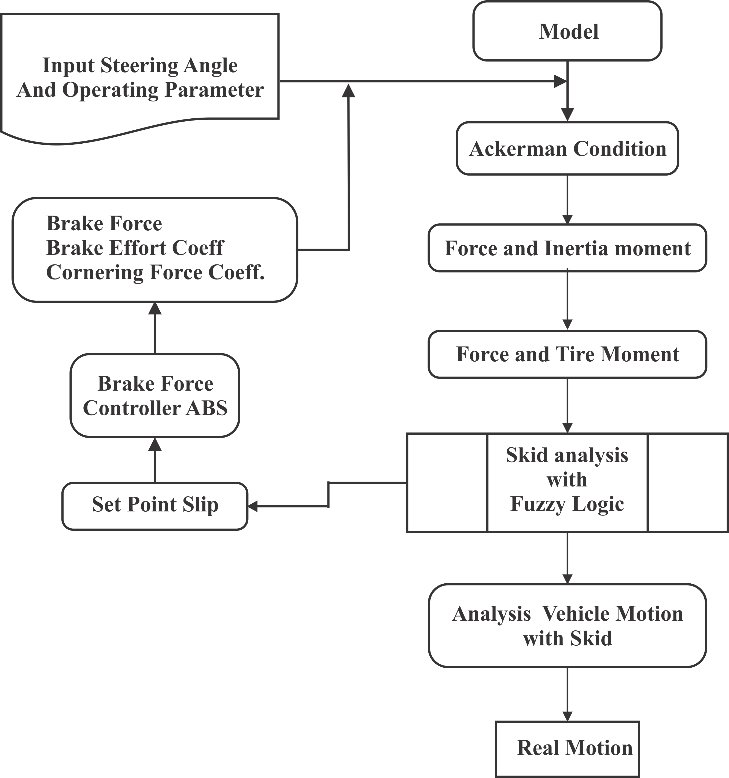 Model
Input Steering Angle
And Operating Parameter
Ackerman Condition
Brake Force
Brake Effort Coeff
Cornering Force Coeff.
Force and Inertia moment
Force and Tire Moment
Brake Force
Controller ABS
Skid analysis
with
Fuzzy Logic
Set Point Slip
Analysis Vehicle Motion
with Skid
Real Motion